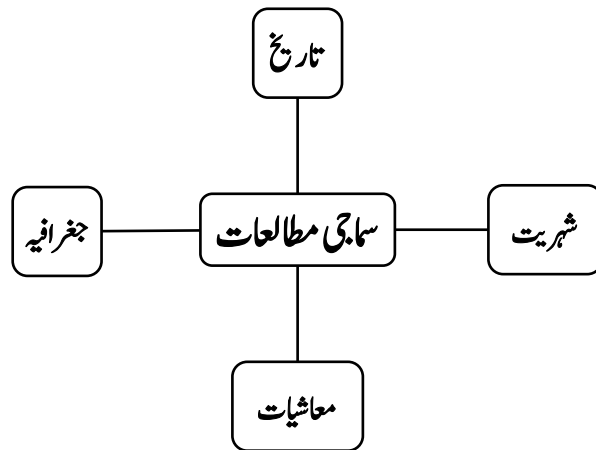 تاریخ
شہریت
سماجی مطالعات
جغرافیہ
معاشیات